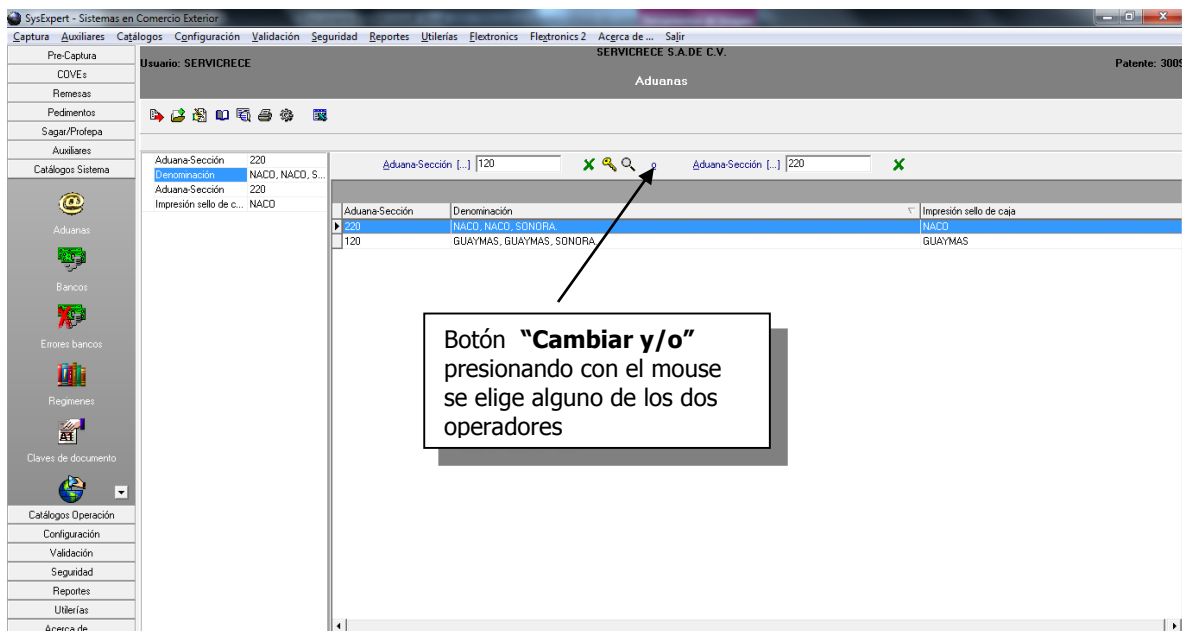 SysExpert - Sistemas en Comercio Exterior
Captura Auxiliares Catálogos Configuración Validación Seguridad Reportes Utilerías Flextronics Flextronics 2 Acerca de ... Salir
Pre-Captura
COVEs
Remesas
Pedimentos
Sagar/Profepa
Auxiliares
Catálogos Sistema
Aduanas
Bancos
Errores bancos
Regimenes
Claves de documento
Catálogos Operación
Configuración
Validación
Seguridad
Reportes
Utilerías
Acerca de
Usuario: SERVICRECE
SERVICRECE S.A.DE C.V.
Patente: 3009
Aduanas
Aduana-Sección 220
Denominación NACO, NACO, S...
Aduana-Sección 220
Impresión sello de c... NACO
Aduana-Sección [...] 120 o Aduana-Sección [...] 220
Aduana-Sección Denominación Impresión sello de caja
220 NACO, NACO, SONORA. NACO
120 GUAYMAS, GUAYMAS, SONORA. GUAYMAS
Botón “Cambiar y/o”
presionando con el mouse
se elige alguno de los dos
operadores